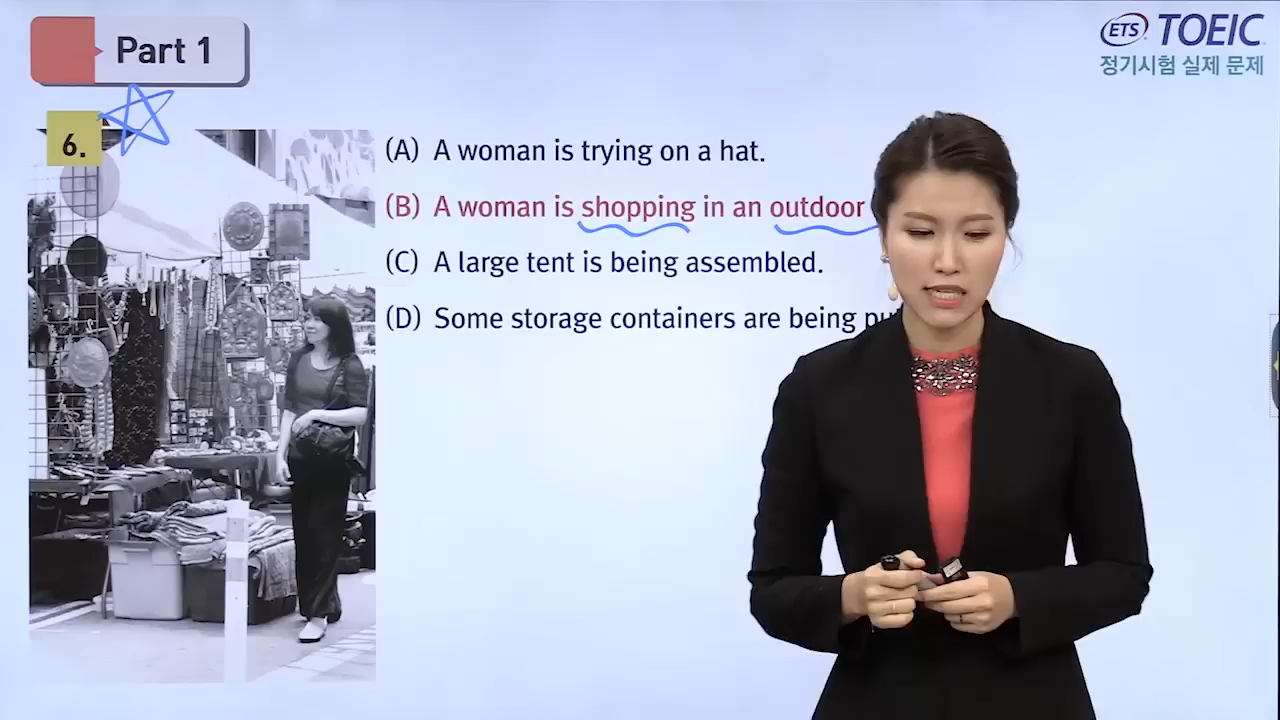 Part 1
ETS TOEIC
정기시험 실제 문제
6.
(A) A woman is trying on a hat.
(B) A woman is shopping in an outdoor
(C) A large tent is being assembled.
(D) Some storage containers are being